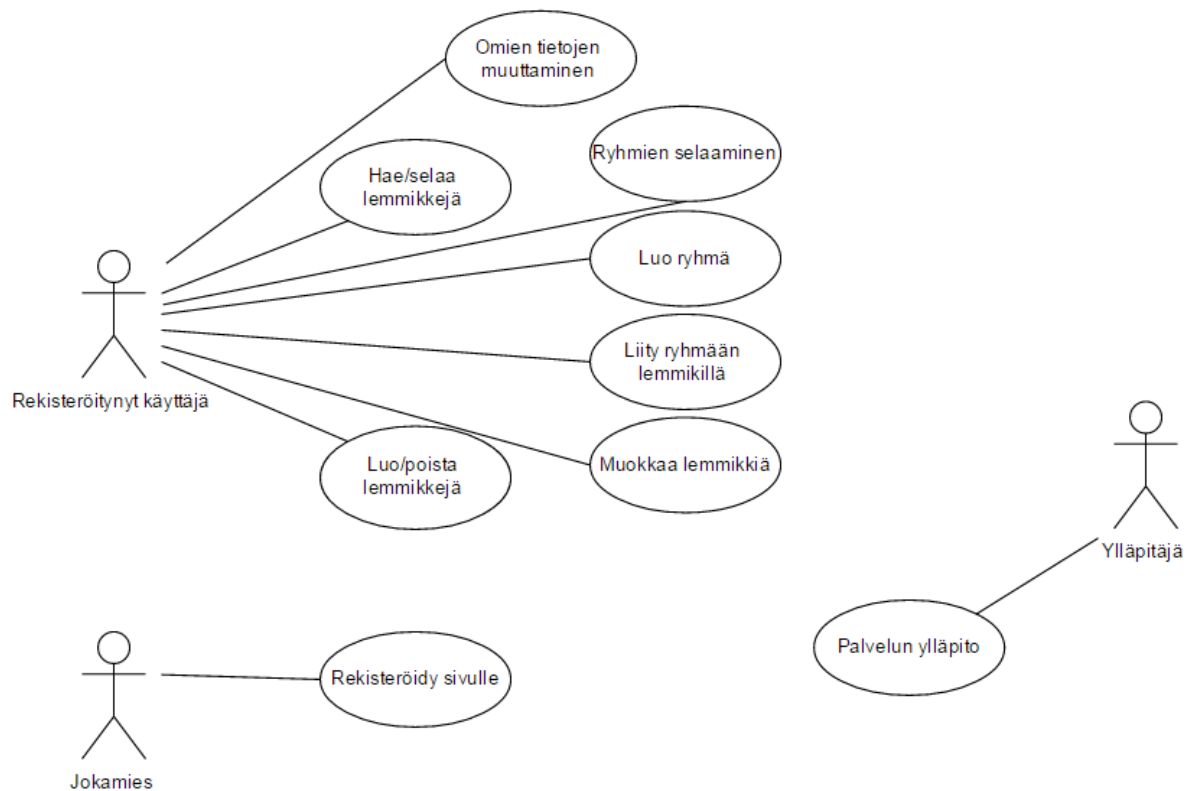 Omien tietojen
muuttaminen
Ryhmien selaaminen
Hae/selaa
lemmikkejä
Luo ryhmä
Liity ryhmään
lemmikillä
Rekisteröitynyt käyttäjä
Luo/poista
lemmikkejä
Muokkaa lemmikkiä
Ylläpitäjä
Palvelun ylläpito
Rekisteröidy sivulle
Jokamies